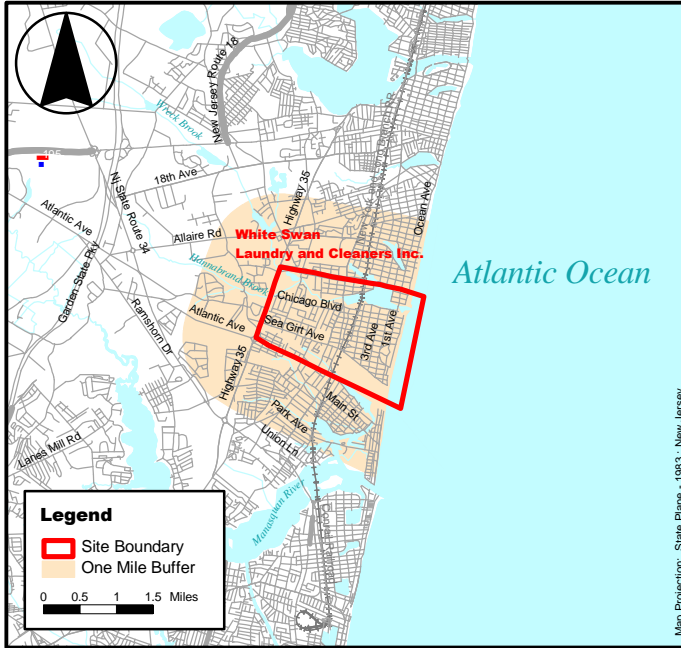 New Jersey Route 18
Wreck Brook
195
18th Ave
Nj State Route 34
Highway 35
Ocean Ave
Atlantic Ave
Allaire Rd
White Swan
Laundry and Cleaners Inc.
Garden State Pky
Hannabrand Brook
Atlantic Ocean
Chicago Blvd
Ramshorn Dr
Atlantic Ave
Sea Girt Ave
3rd Ave
1st Ave
Highway 35
Main St
Park Ave
Union Ln
Lanes Mill Rd
Manasquan River
Legend
Site Boundary
One Mile Buffer
0 0.5 1 1.5 Miles
Map Projection: State Plane - 1983 : New Jersey